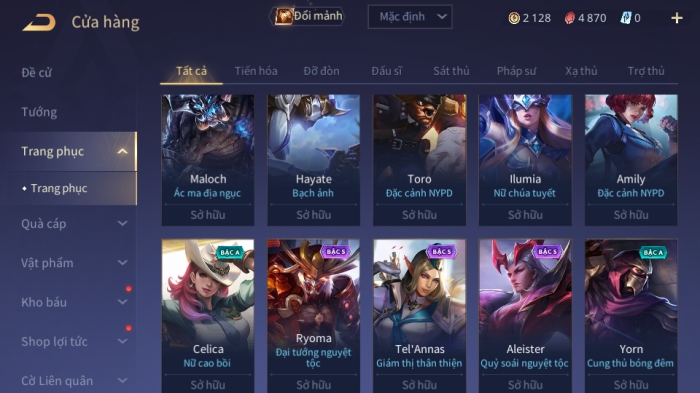 Cửa hàng
Đổi mảnh
Mặc định
2 128
4 870
0
Đề cử
Tướng
Trang phục
Trang phục
Quà cáp
Vật phẩm
Kho báu
Shop lợi tức
Cờ Liên quân
Tất cả
Tiến hóa
Đỡ đòn
Đấu sĩ
Sát thủ
Pháp sư
Xạ thủ
Trợ thủ
Maloch
Ác ma địa ngục
Sở hữu
Hayate
Bạch ảnh
Sở hữu
Toro
Đặc cảnh NYPD
Sở hữu
Ilumia
Nữ chúa tuyết
Sở hữu
Amily
Đặc cảnh NYPD
Sở hữu
BẬC A
Celica
Nữ cao bồi
Sở hữu
BẬC S
Ryoma
Đại tướng nguyệt
tộc
Sở hữu
BẬC S
Tel'Annas
Giám thị thân thiện
Sở hữu
BẬC S
Aleister
Quỷ soái nguyệt tộc
Sở hữu
BẬC A
Yorn
Cung thủ bóng đêm
Sở hữu